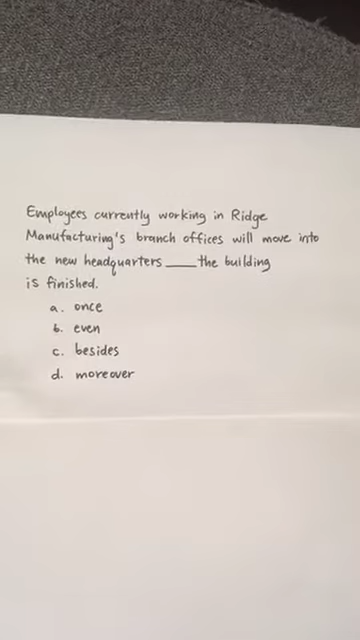 Employees currently working in Ridge
Manufacturing's branch offices will move into
the new headquarters ____ the building
is finished.
a. once
b. even
c. besides
d. moreover